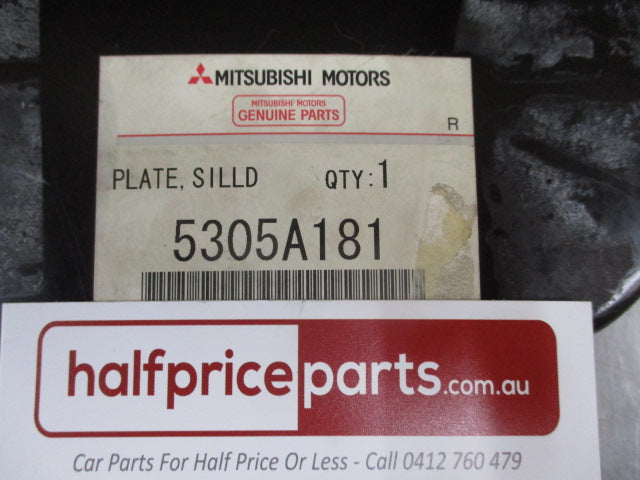 MITSUBISHI MOTORS
MITSUBISHI MOTORS
GENUINE PARTS
R
PLATE, SILLD QTY:1
5305A181
halfpriceparts.com.au
Car Parts For Half Price Or Less - Call 0412 760 479